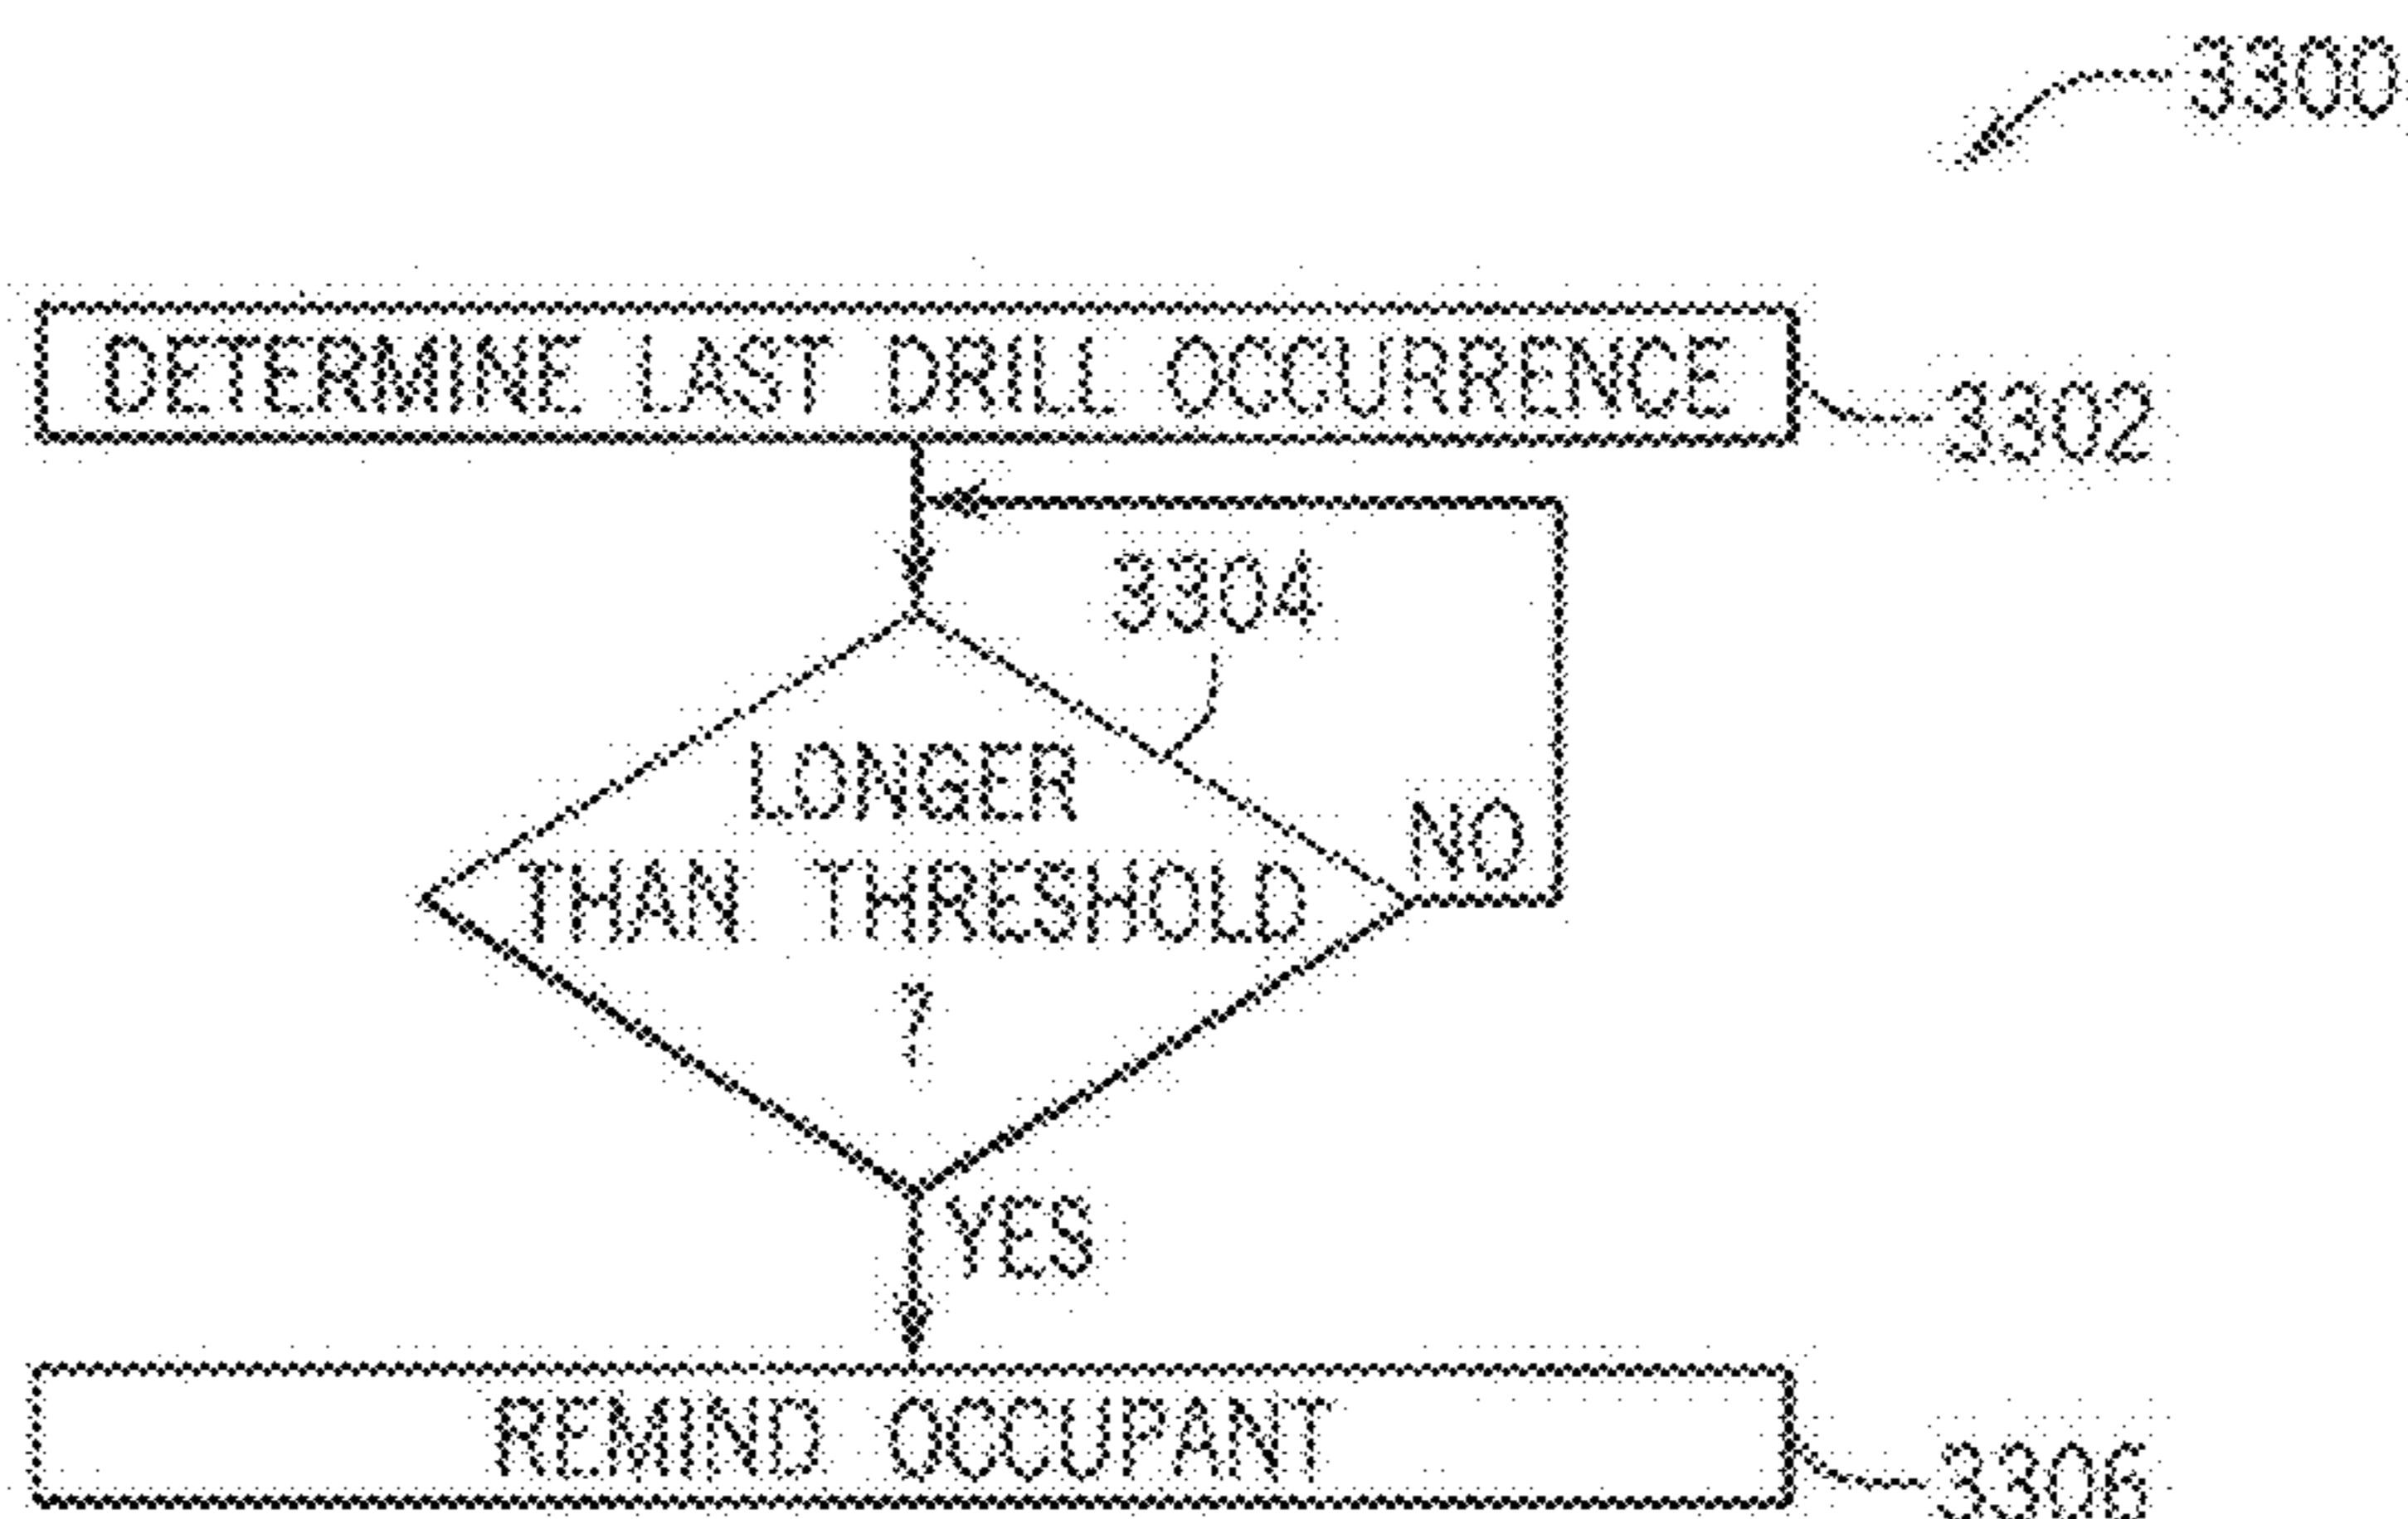 3300
DETERMINE LAST DRILL OCCURRENCE
3302
3304
LONGER
THAN THRESHOLD
?
NO
YES
REMIND OCCUPANT
3306